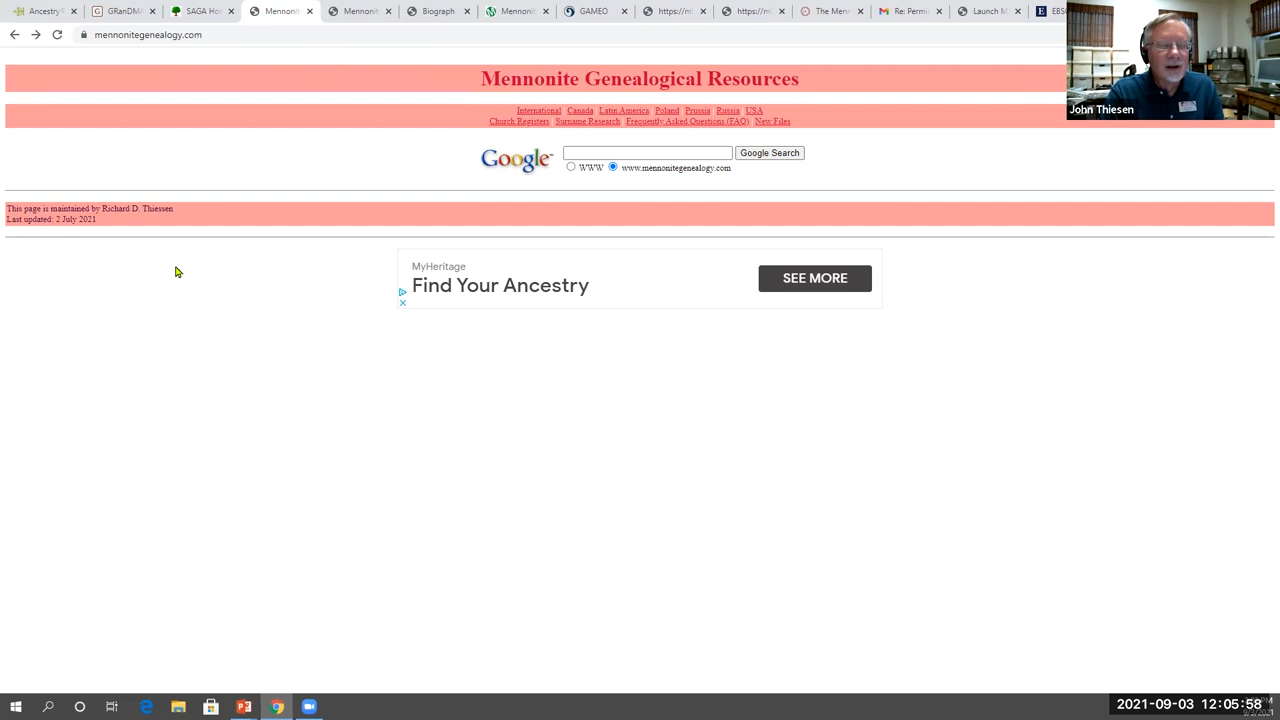 Ancestry
GRanDMA
SAGA Ho
Mennonit
Mennonit
Biograph
Mennonit
GAMEO
https://m
https://m
The Menn
Re: Permi
Launch M
EBS
mennonitegenealogy.com
Mennonite Genealogical Resources
International | Canada | Latin America | Poland | Prussia | Russia | USA
Church Registers | Surname Research | Frequently Asked Questions (FAQ) | New Files
Google™
Google Search
WWW www.mennonitegenealogy.com
This page is maintained by Richard D. Thiessen
Last updated: 2 July 2021
MyHeritage
Find Your Ancestry
SEE MORE
John Thiesen
2021-09-03 12:05:58